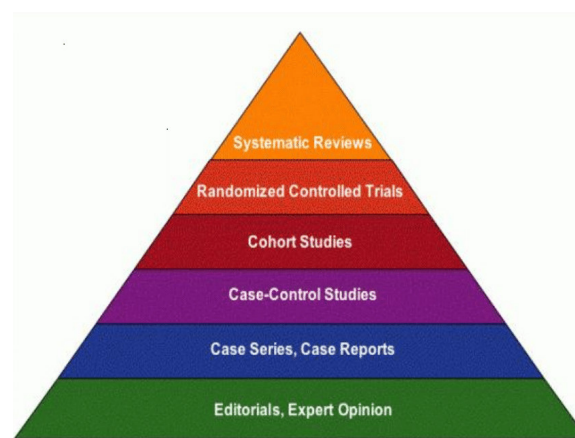 Systematic Reviews
Randomized Controlled Trials
Cohort Studies
Case-Control Studies
Case Series, Case Reports
Editorials, Expert Opinion